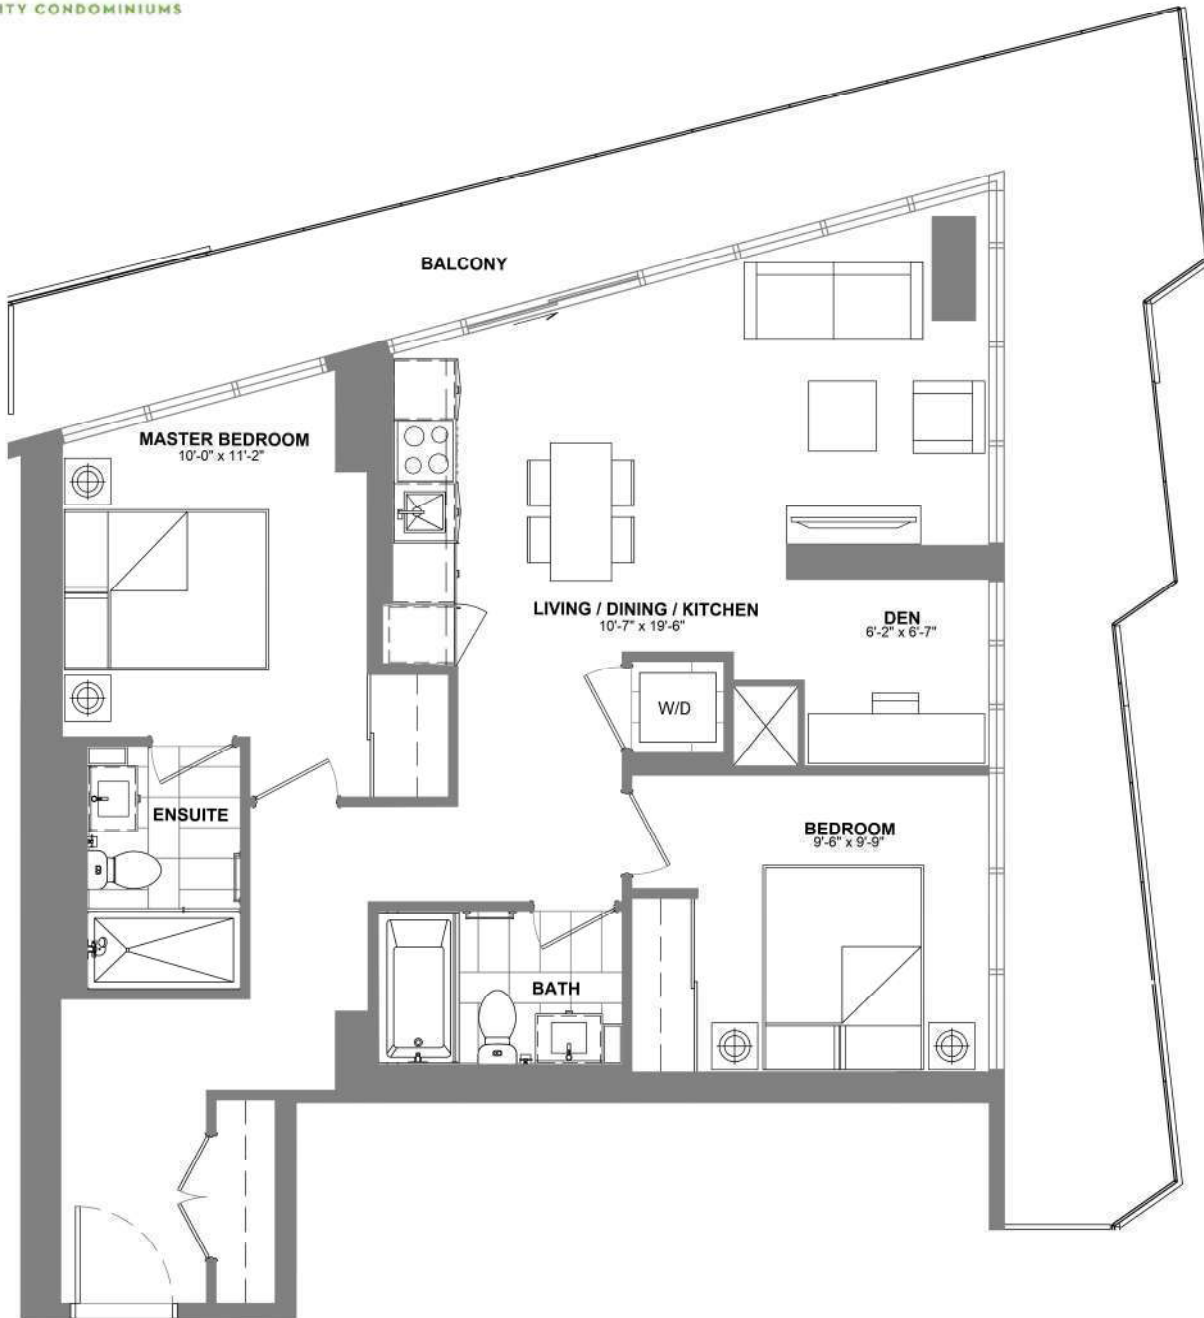 CONDOMINIUMS
BALCONY
MASTER BEDROOM
10'-0" x 11'-2"
LIVING / DINING / KITCHEN
10'-7" x 19'-6"
DEN
6'-2" x 6'-7"
W/D
ENSUITE
BEDROOM
9'-6" x 9'-9"
BATH